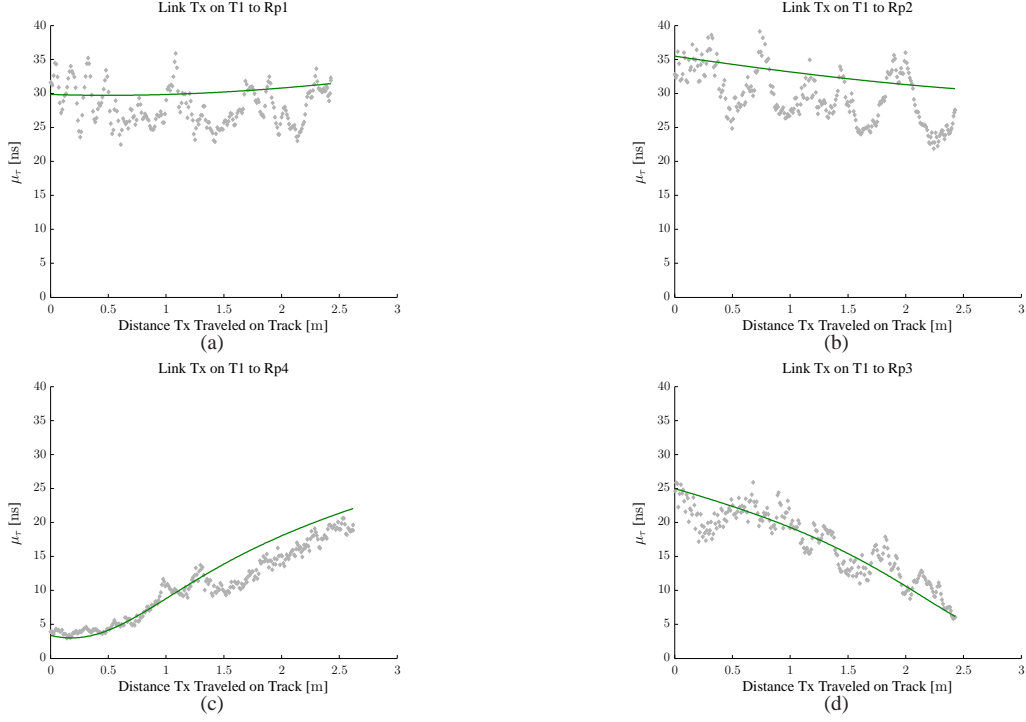 Link Tx on T1 to Rp1
40
35
30
25
20
15
10
5
0
μτ [ns]
0 0.5 1 1.5 2 2.5 3
Distance Tx Traveled on Track [m]
(a)
Link Tx on T1 to Rp2
40
35
30
25
20
15
10
5
0
μτ [ns]
0 0.5 1 1.5 2 2.5 3
Distance Tx Traveled on Track [m]
(b)
Link Tx on T1 to Rp4
40
35
30
25
20
15
10
5
0
μτ [ns]
0 0.5 1 1.5 2 2.5 3
Distance Tx Traveled on Track [m]
(c)
Link Tx on T1 to Rp3
40
35
30
25
20
15
10
5
0
μτ [ns]
0 0.5 1 1.5 2 2.5 3
Distance Tx Traveled on Track [m]
(d)